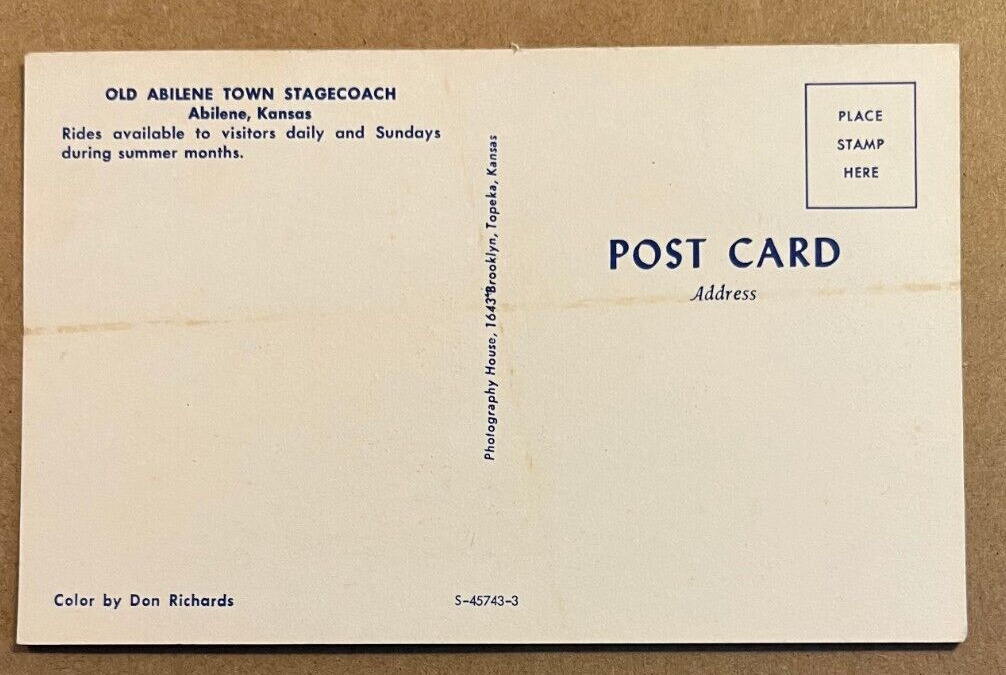 OLD ABILENE TOWN STAGECOACH
Abilene, Kansas
Rides available to visitors daily and Sundays
during summer months.
Photography House, 1643 Brooklyn, Topeka, Kansas
PLACE
STAMP
HERE
POST CARD
Address
Color by Don Richards
S-45743-3